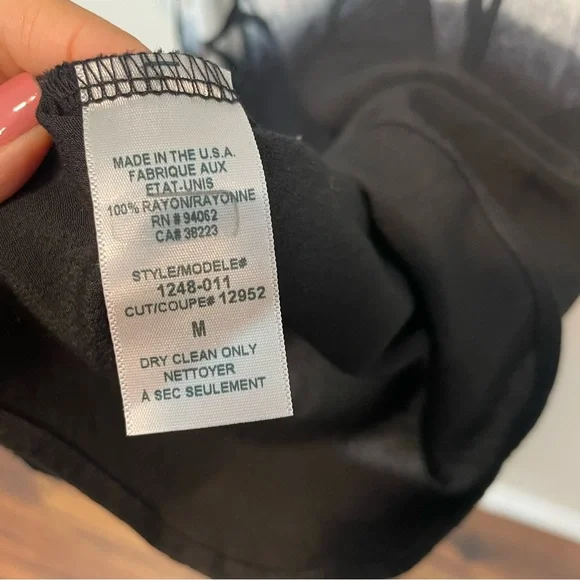 MADE IN THE U.S.A.
FABRIQUE AUX
ETAT-UNIS
100% RAYON/RAYONNE
RN # 94062
CA# 38223
STYLE/MODELE#
1248-011
CUT/COUPE# 12952
M
DRY CLEAN ONLY
NETTOYER
A SEC SEULEMENT